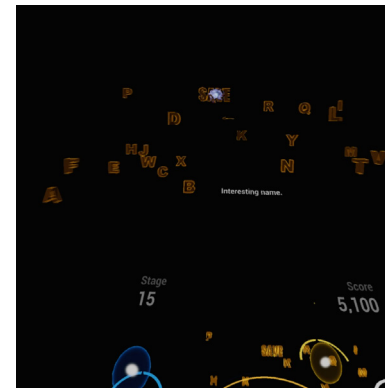 P
D
R
Q
I
L
X
Y
H
J
W
X
C
F
E
N
T
A
B
Interesting name.
Stage
15
Score
5,100